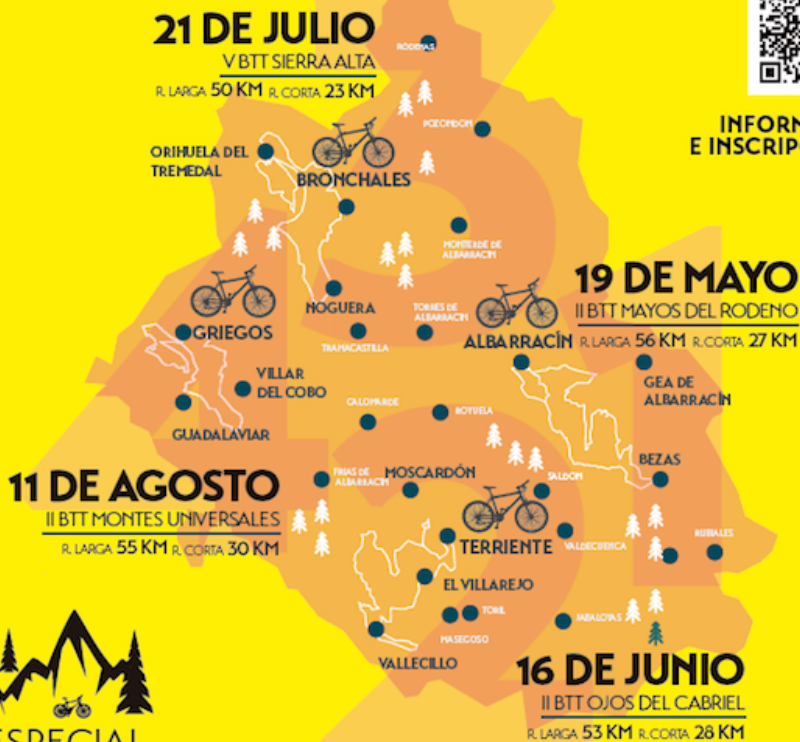 21 DE JULIO
V BTT SIERRA ALTA
R. LARGA 50 KM R. CORTA 23 KM
RÓDENAS
POZONDÓN
INFORM
E INSCRIP
ORIHUELA DEL
TREMEDAL
BRONCHALES
MONTERDE DE
ALBARRACÍN
19 DE MAYO
II BTT MAYOS DEL RODENO
R. LARGA 56 KM R. CORTA 27 KM
NOGUERA
TORRES DE
ALBARRACÍN
ALBARRACÍN
GRIEGOS
TRAMACASTILLA
VILLAR
DEL COBO
GEA DE
ALBARRACÍN
CALOMARDE
ROYUELA
GUADALAVIAR
BEZAS
11 DE AGOSTO
II BTT MONTES UNIVERSALES
R. LARGA 55 KM R. CORTA 30 KM
FRÍAS DE
ALBARRACÍN
MOSCARDÓN
SALDÓN
TERRIENTE
VALDECUENCA
RUBIALES
EL VILLAREJO
TORIL
MASEGOSO
JABALOYAS
VALLECILLO
16 DE JUNIO
II BTT OJOS DEL CABRIEL
R. LARGA 53 KM R. CORTA 28 KM
ESPECIAL